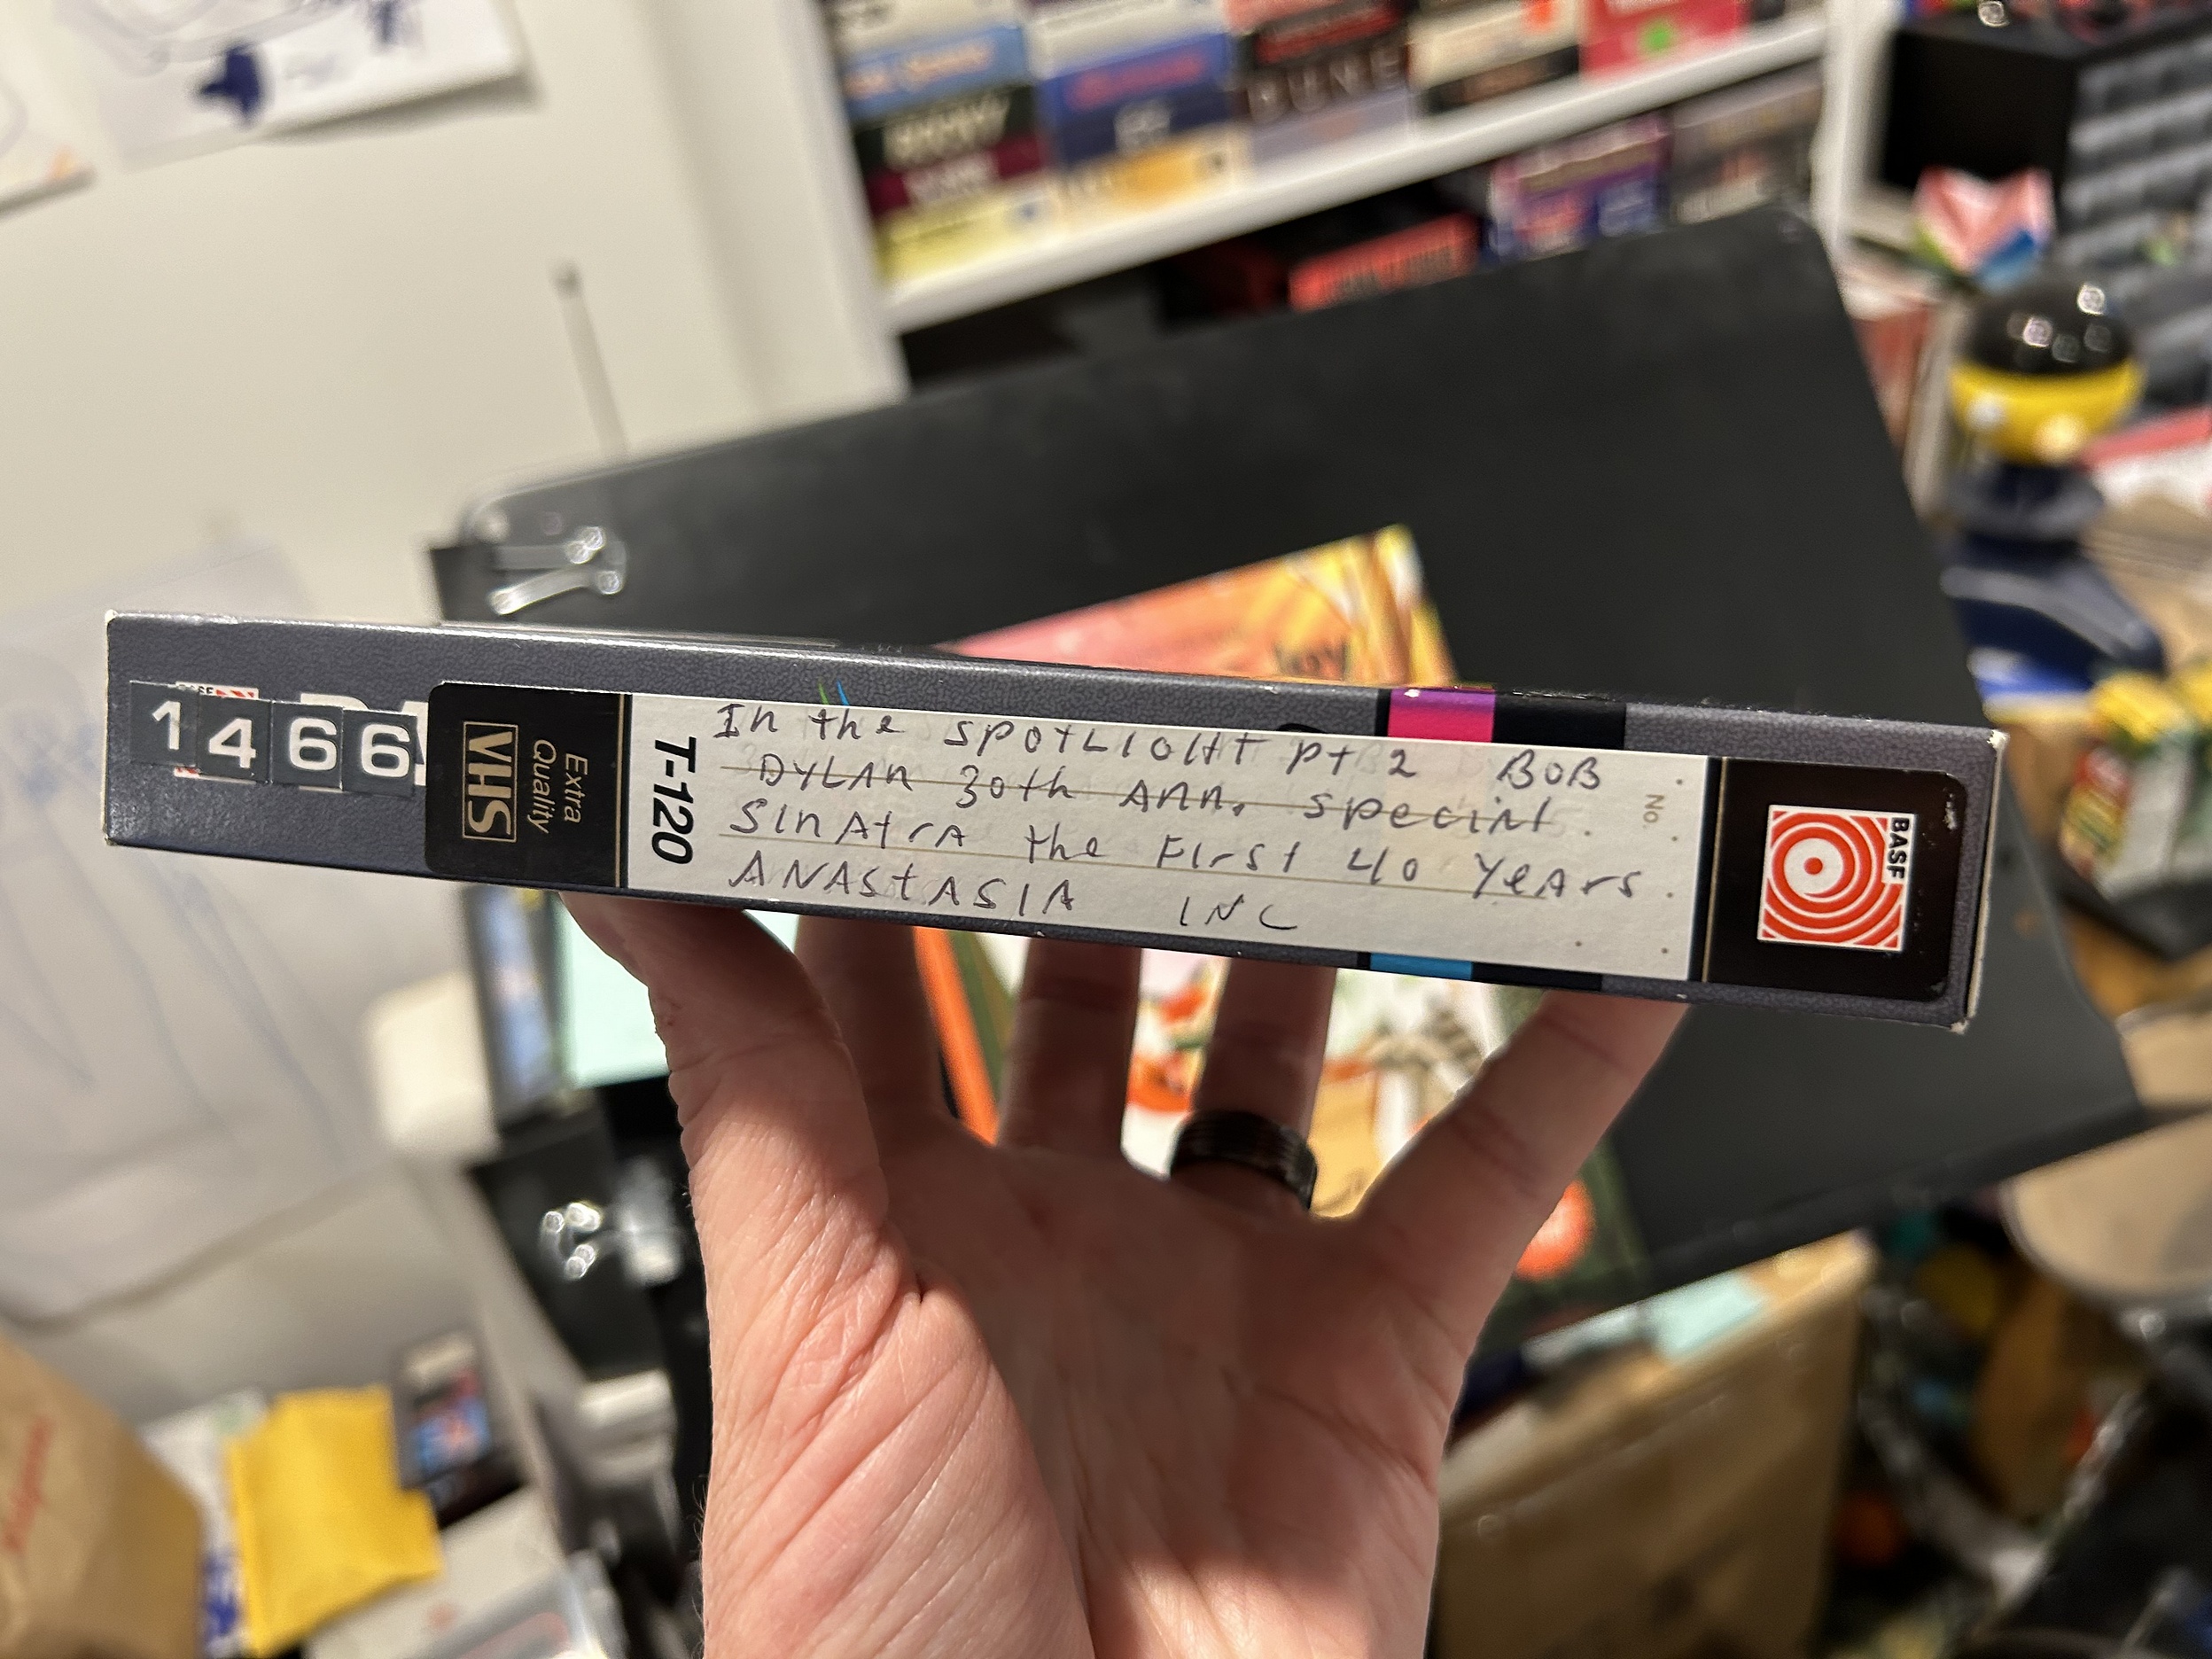 DUNE
1466
Extra
Quality
VHS
T-120
In the SPOTLIGHT pt 2 BOB
DYLAN 30th ANN. special.
SINAtrA the First 40 YeArs.
ANAStASIA INC
No.
BASF